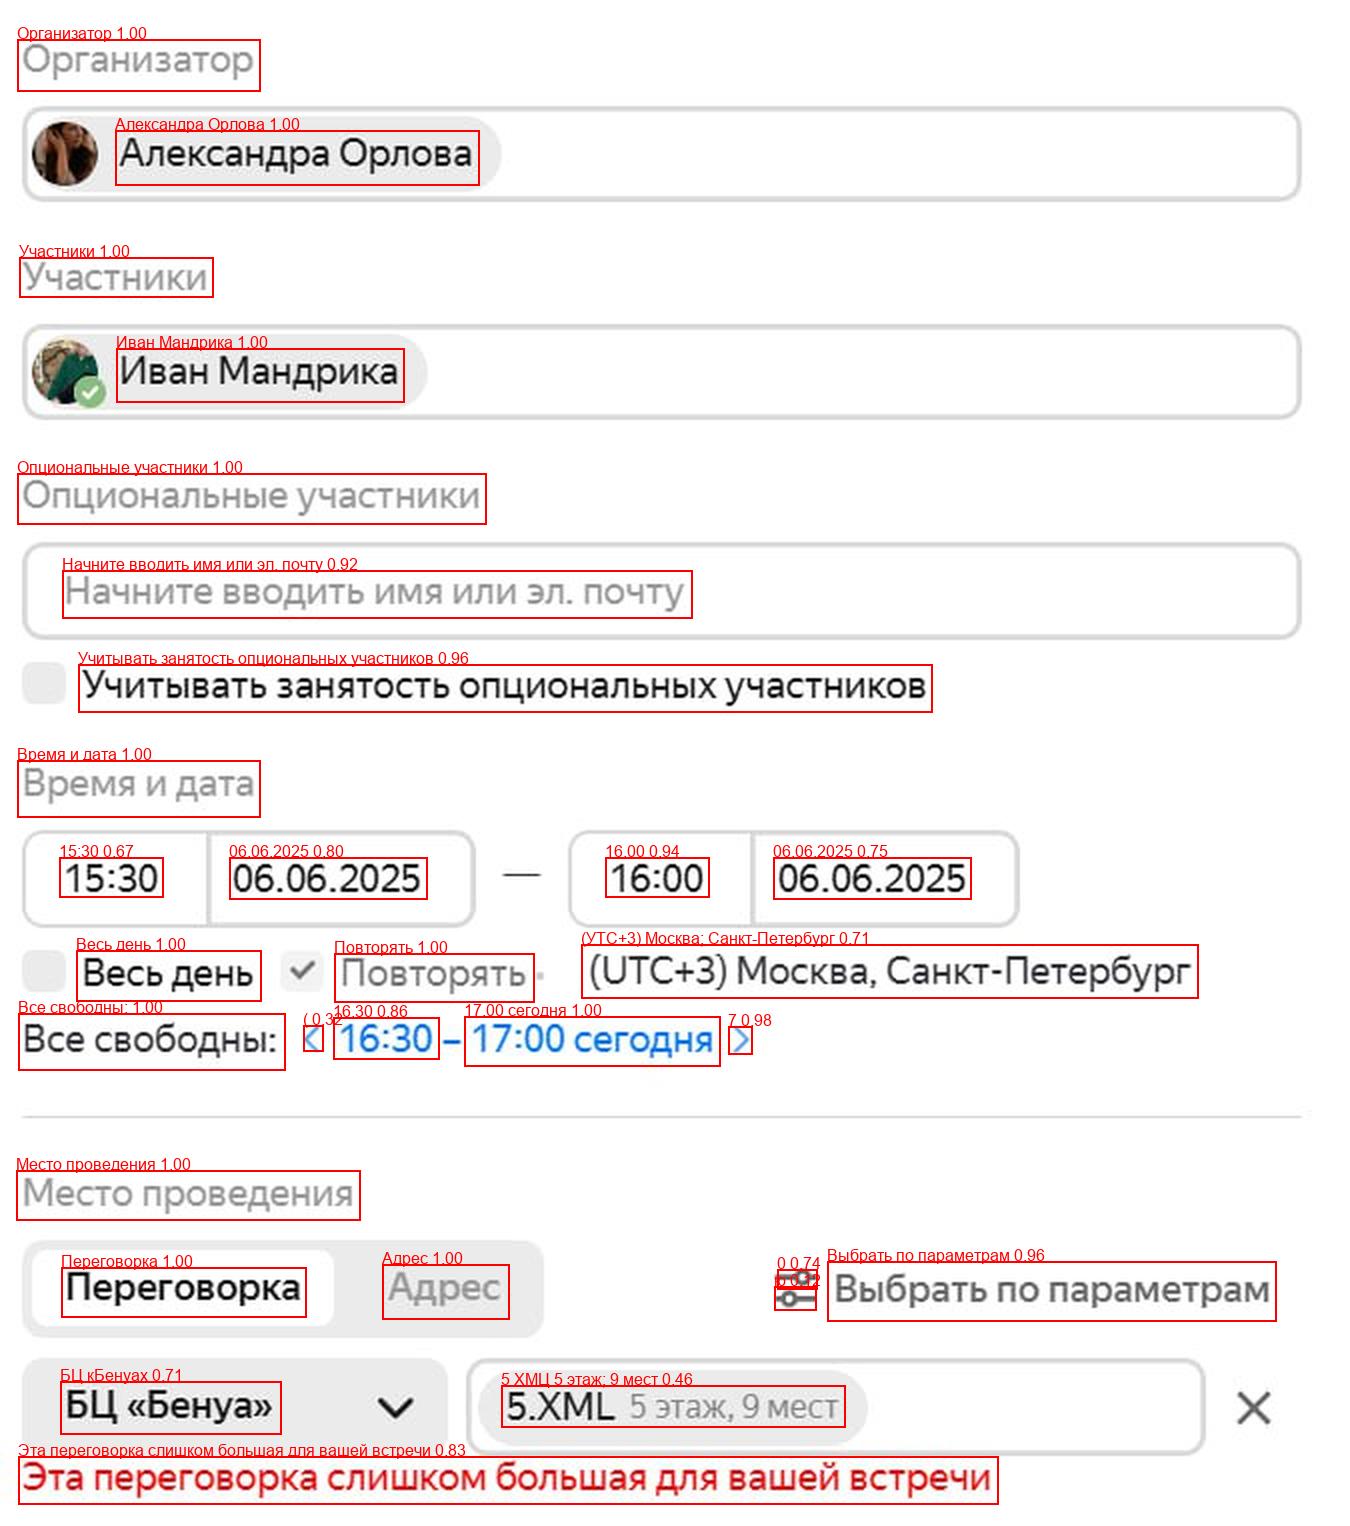 Организатор 1.00
Организатор
Александра Орлова 1.00
Александра Орлова
Участники 1.00
Участники
Иван Мандрика 1.00
Иван Мандрика
Опциональные участники 1.00
Опциональные участники
Начните вводить имя или эл. почту 0.92
Начните вводить имя или эл. почту
Учитывать занятость опциональных участников 0.96
Учитывать занятость опциональных участников
Время и дата 1.00
Время и дата
15:30 0.67 06.06.2025 0.80 16.00 0.94 06.06.2025 0.75
15:30 06.06.2025 — 16:00 06.06.2025
Весь день 1.00 Повторять 1.00 (УТС+3) Москва; Санкт-Петербург 0.71
Весь день Повторять (UTC+3) Москва, Санкт-Петербург
Все свободны: 1.00 ( 0.32 16.30 0.86 17.00 сегодня 1.00 7 0.98
Все свободны: 16:30 – 17:00 сегодня
Место проведения 1.00
Место проведения
Переговорка 1.00 Адрес 1.00 0 0.74 Выбрать по параметрам 0.96
Переговорка Адрес Выбрать по параметрам
БЦ кБенуах 0.71 5 ХМЦ 5 этаж; 9 мест 0.46
БЦ «Бенуа» 5.XML 5 этаж, 9 мест
Эта переговорка слишком большая для вашей встречи 0.83
Эта переговорка слишком большая для вашей встречи